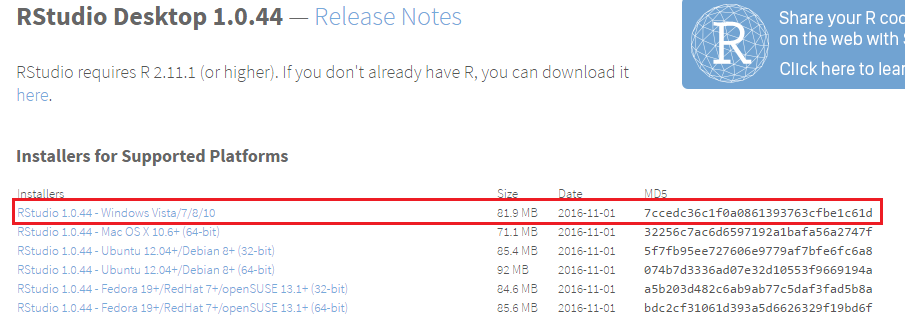 RStudio Desktop 1.0.44 — Release Notes
Share your R
on the web with
Click here to
RStudio requires R 2.11.1 (or higher). If you don't already have R, you can download it
here.
R
Installers for Supported Platforms
Installers Size Date MD5
RStudio 1.0.44 - Windows Vista/7/8/10 81.9 MB 2016-11-01 7ccedc36c1f0a0861393763cfbe1c61d
RStudio 1.0.44 - Mac OS X 10.6+ (64-bit) 71.1 MB 2016-11-01 32256c7ac6d6597192a1bafa56a2747f
RStudio 1.0.44 - Ubuntu 12.04+/Debian 8+ (32-bit) 85.4 MB 2016-11-01 5f7fb95ee727606e9779af7bfe6fc6a8
RStudio 1.0.44 - Ubuntu 12.04+/Debian 8+ (64-bit) 92 MB 2016-11-01 074b7d3336ad07e32d10553f9669194a
RStudio 1.0.44 - Fedora 19+/RedHat 7+/openSUSE 13.1+ (32-bit) 84.6 MB 2016-11-01 a5b203d482c6ab9ab77c5daf3fad5b8a
RStudio 1.0.44 - Fedora 19+/RedHat 7+/openSUSE 13.1+ (64-bit) 85.6 MB 2016-11-01 bdc2cf31061d393a5d6626329f19bd6f